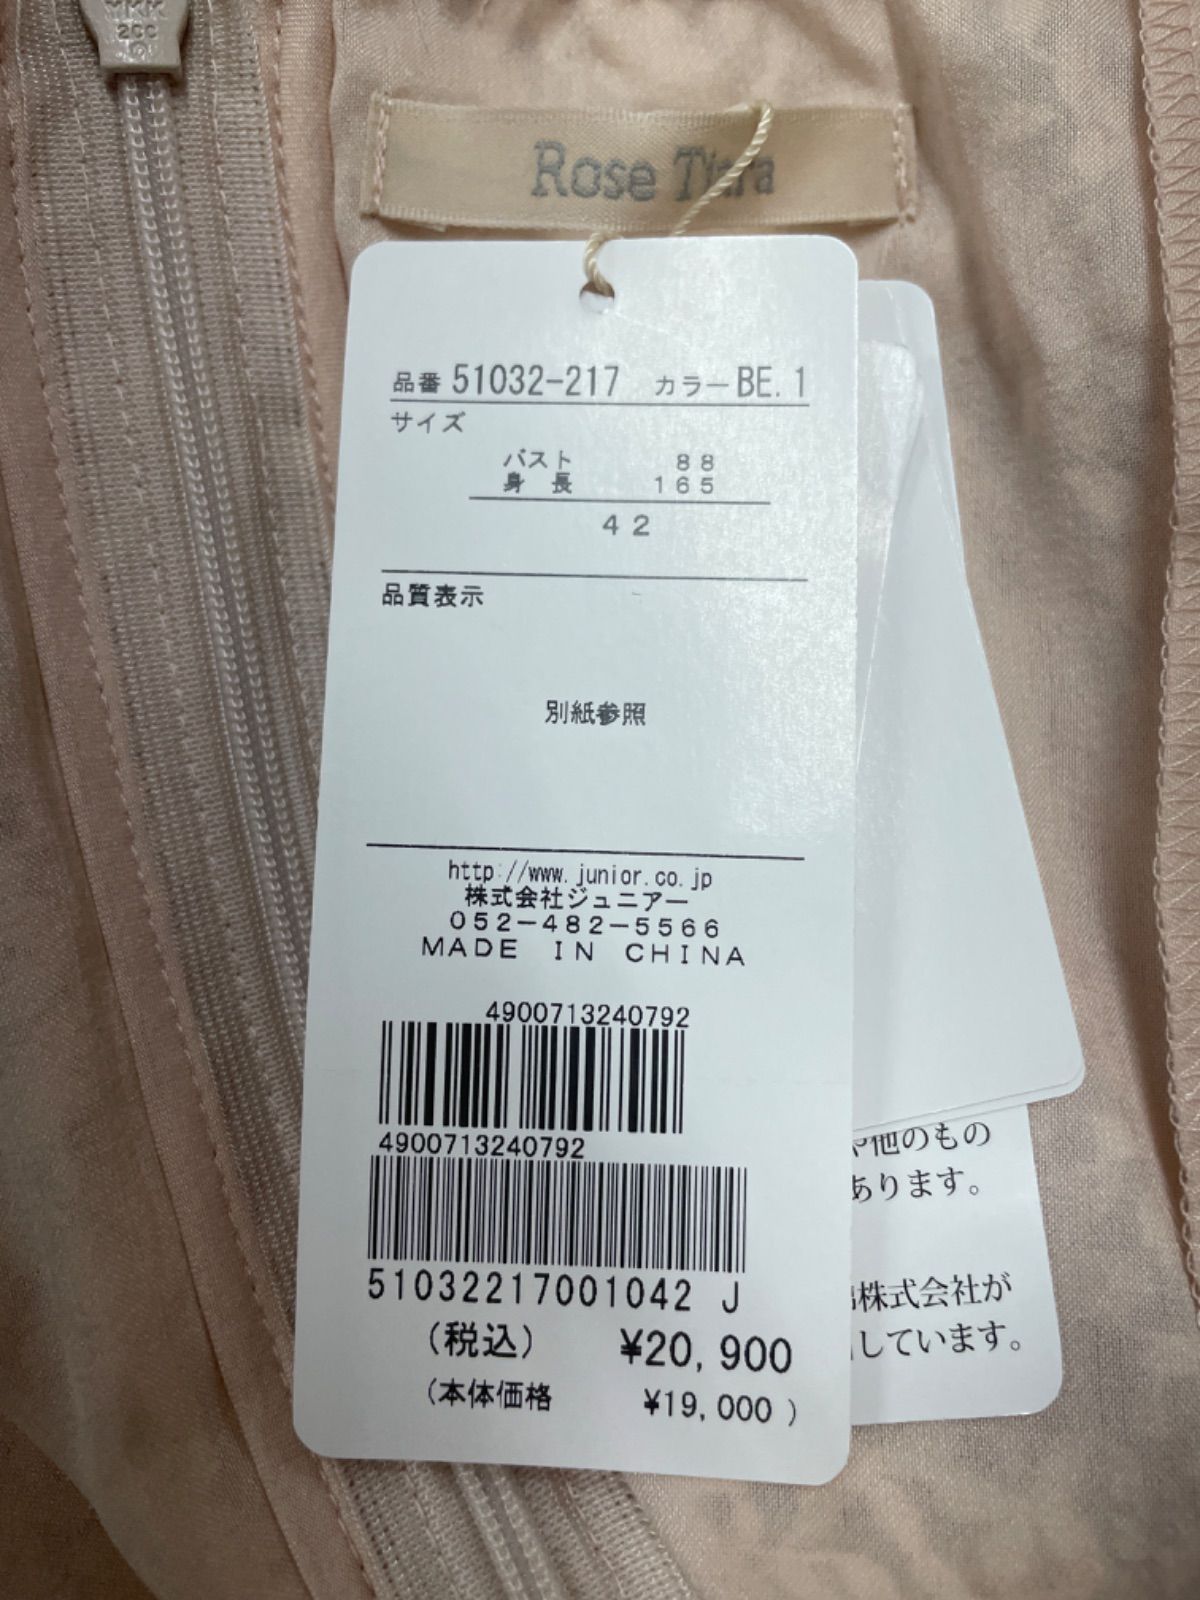 YKK
2CC
Rose Tiara
品番 51032-217 カラー BE.1
サイズ
バスト 88
身長 165
42
品質表示
別紙参照
http://www.junior.co.jp
株式会社ジュニアー
052-482-5566
MADE IN CHINA
4900713240792
4900713240792
51032217001042 J
(税込) ¥20,900
(本体価格 ¥19,000)
や他のもの
あります。
株式会社が
しています。